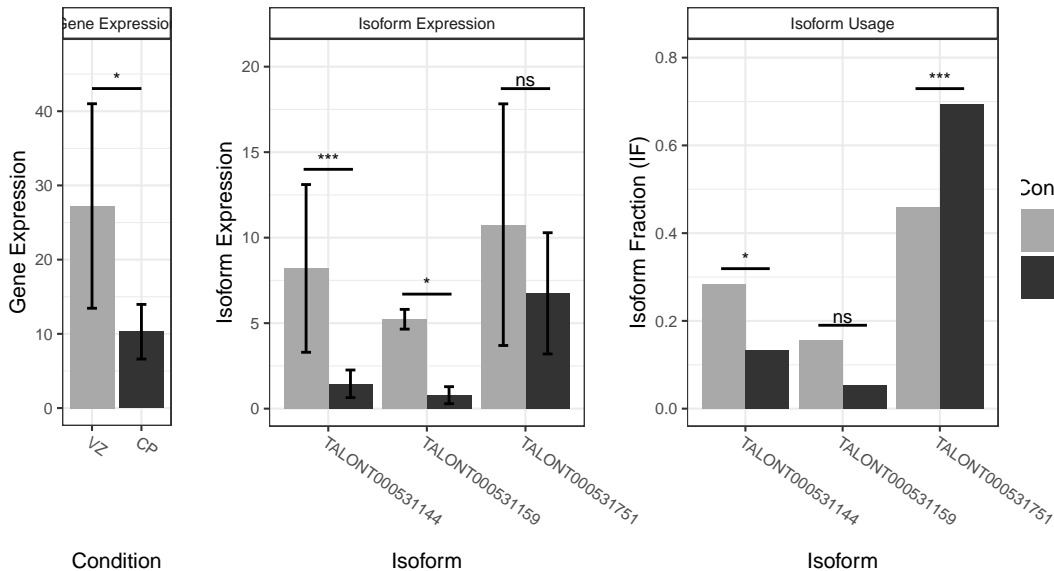 Gene Expression
Isoform Expression
Isoform Usage
Gene Expression
40
30
20
10
0
*
VZ
CP
Condition
Isoform Expression
20
15
10
5
0
***
*
ns
TALONT000531144
TALONT000531159
TALONT000531751
Isoform
Isoform Fraction (IF)
0.8
0.6
0.4
0.2
0.0
*
ns
***
TALONT000531144
TALONT000531159
TALONT000531751
Isoform
Con